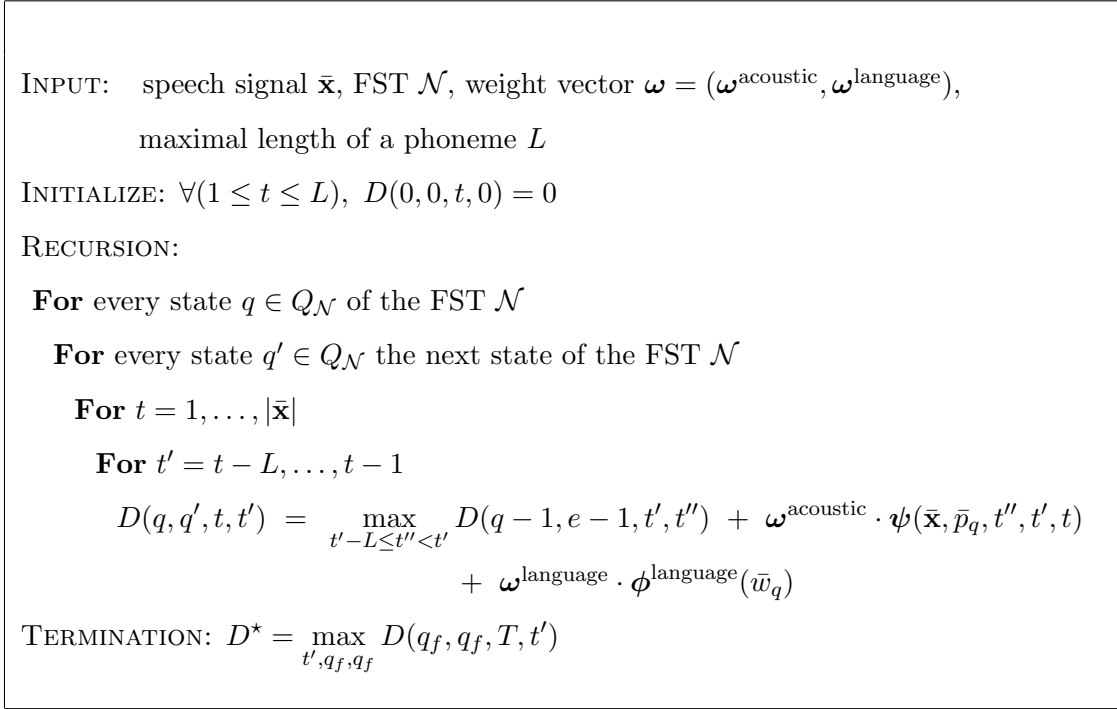 INPUT: speech signal x̄, FST 𝒩, weight vector ω = (ω^acoustic, ω^language),
maximal length of a phoneme L
INITIALIZE: ∀(1 ≤ t ≤ L), D(0, 0, t, 0) = 0
RECURSION:
For every state q ∈ Q_𝒩 of the FST 𝒩
For every state q′ ∈ Q_𝒩 the next state of the FST 𝒩
For t = 1, . . . , |x̄|
For t′ = t − L, . . . , t − 1
D(q, q′, t, t′) = max_{t′−L≤t″<t′} D(q − 1, e − 1, t′, t″) + ω^acoustic · ψ(x̄, p̄_q, t″, t′, t)
+ ω^language · ϕ^language(w̄_q)
TERMINATION: D^⋆ = max_{t′,q_f,q_f} D(q_f, q_f, T, t′)